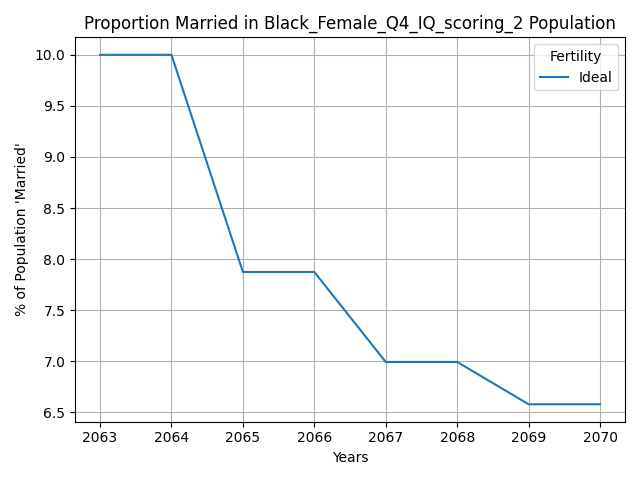 Proportion Married in Black_Female_Q4_IQ_scoring_2 Population
Fertility
Ideal
% of Population 'Married'
10.0
9.5
9.0
8.5
8.0
7.5
7.0
6.5
2063 2064 2065 2066 2067 2068 2069 2070
Years